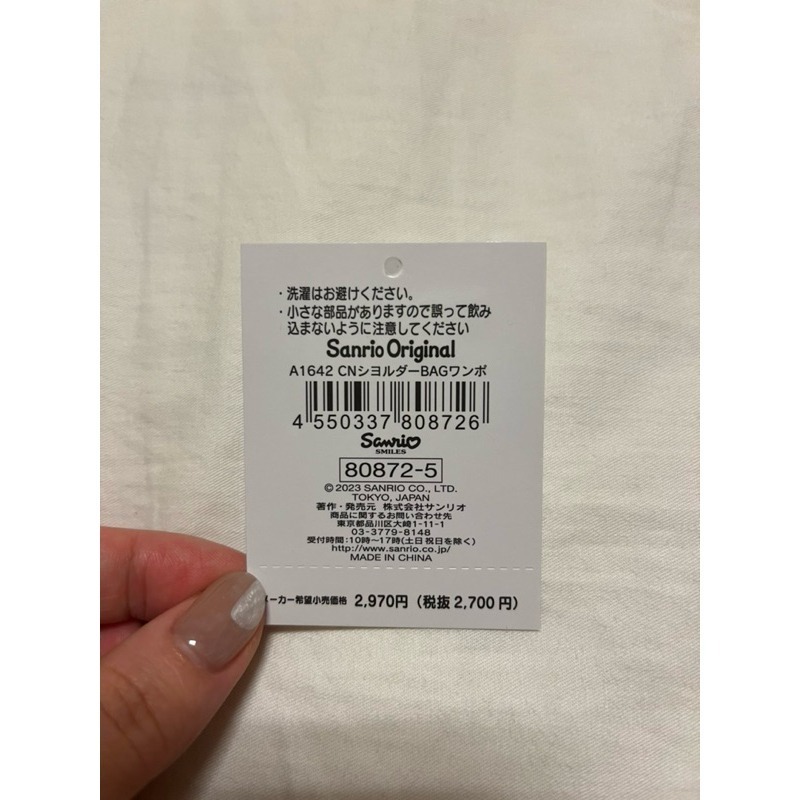 ・洗濯はお避けください。
・小さな部品がありますので誤って飲み
込まないように注意してください
Sanrio Original
A1642 CNシヨルダーBAGワンポ
4 550337 808726
Sanrio
SMILES
80872-5
© 2023 SANRIO CO., LTD.
TOKYO, JAPAN
著作・発売元 株式会社サンリオ
商品に関するお問い合わせ先
東京都品川区大崎1-11-1
03-3779-8148
受付時間:10時～17時(土日祝日を除く)
http://www.sanrio.co.jp/
MADE IN CHINA
メーカー希望小売価格 2,970円 (税抜 2,700 円)